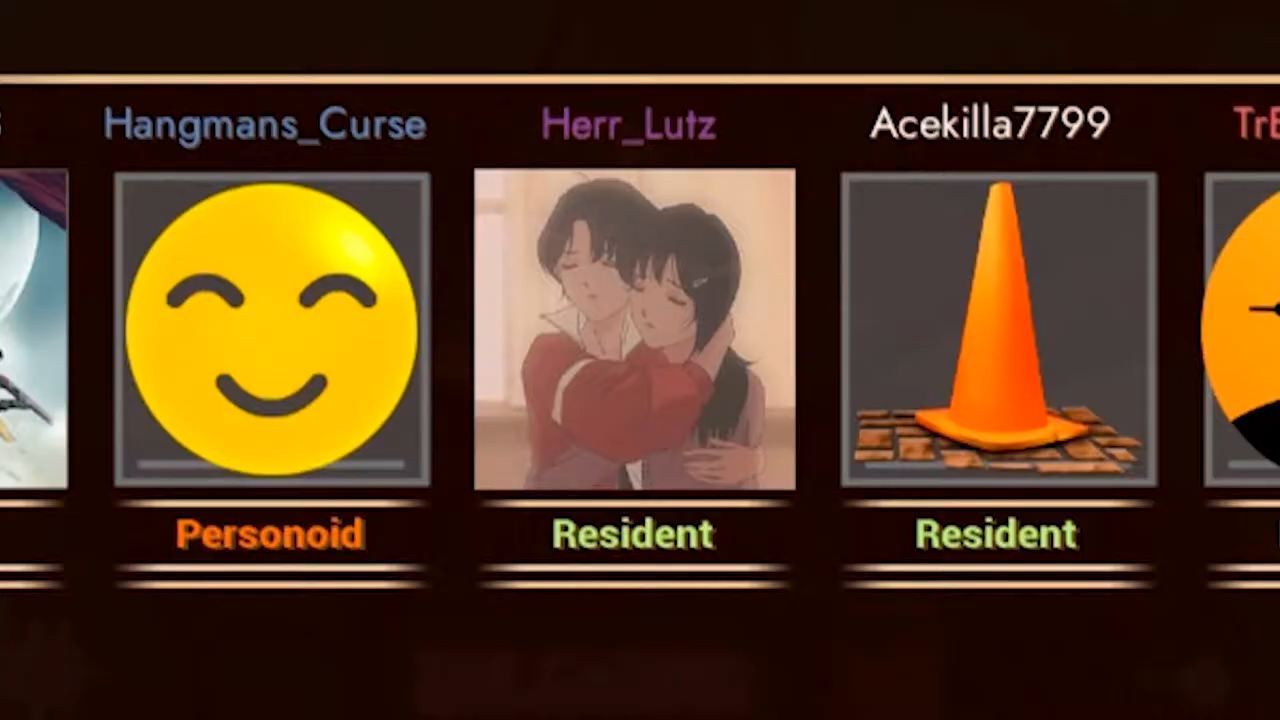 Hangmans_Curse
Herr_Lutz
Acekilla7799
Personoid
Resident
Resident